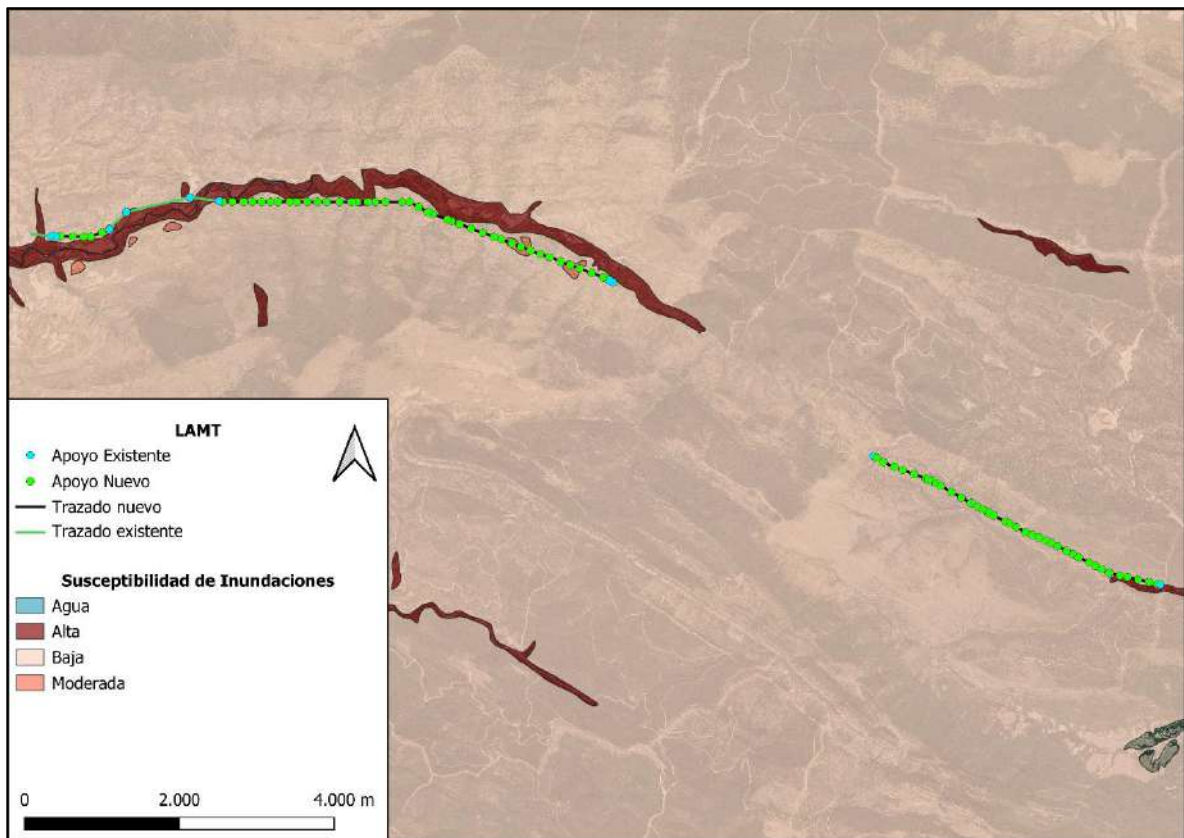 LAMT
Apoyo Existente
Apoyo Nuevo
Trazado nuevo
Trazado existente
Susceptibilidad de Inundaciones
Agua
Alta
Baja
Moderada
0 2.000 4.000 m